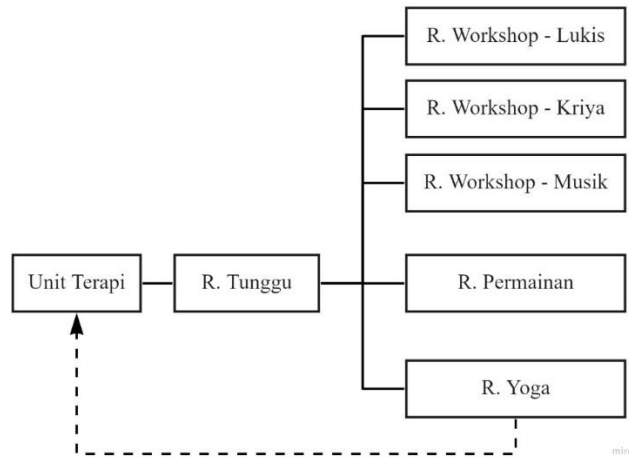 R. Workshop - Lukis
R. Workshop - Kriya
R. Workshop - Musik
Unit Terapi
R. Tunggu
R. Permainan
R. Yoga